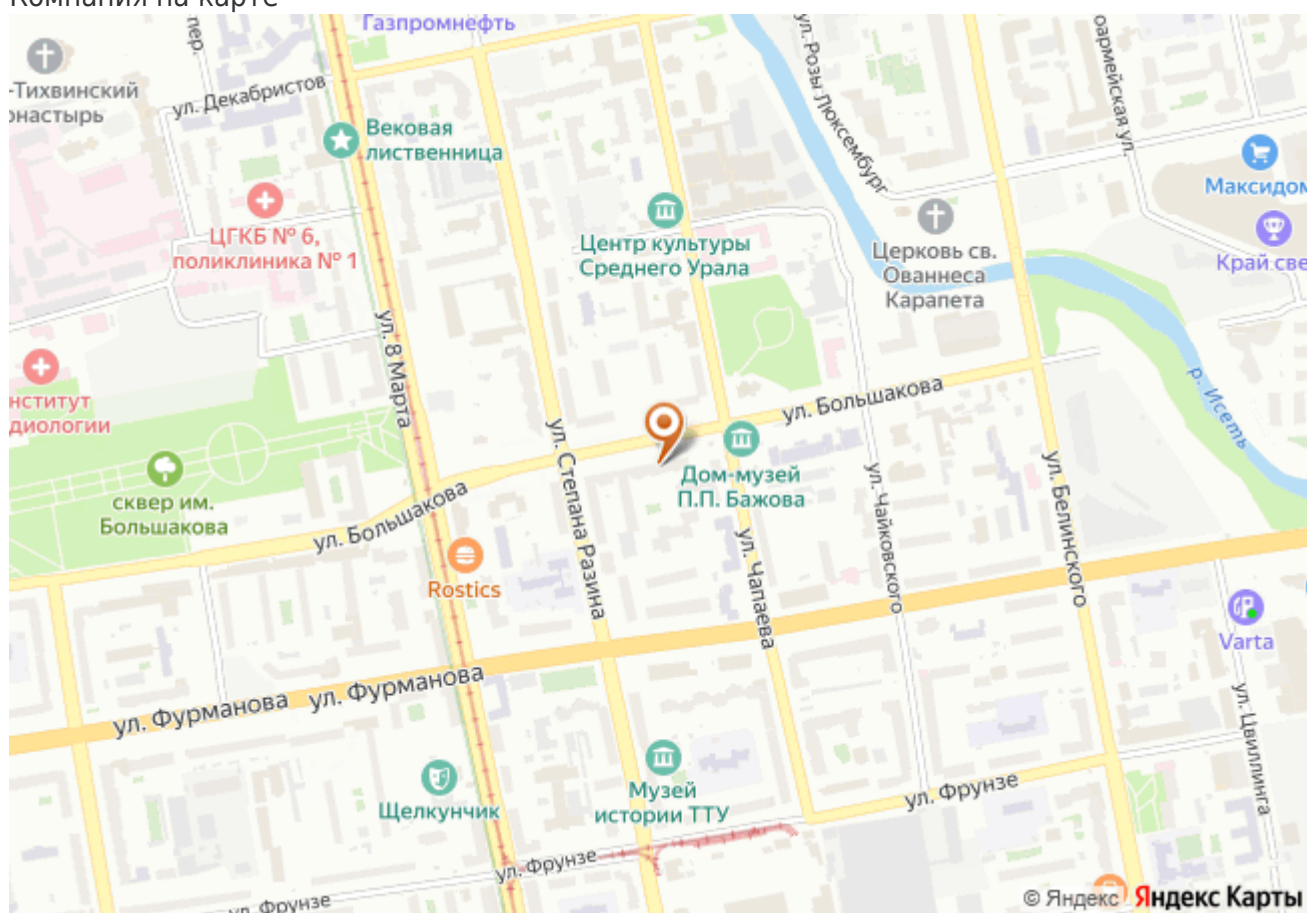 Компания на карте
Газпромнефть
пер.
-Тихвинский
онастырь
ул. Декабристов
Вековая
лиственница
ул. Розы Люксембург
оармейская ул.
Максидом
ЦГКБ № 6,
поликлиника № 1
Центр культуры
Среднего Урала
Церковь св.
Ованнеса
Карапета
Край све
ул. 8 Марта
нститут
диологии
р. Исеть
ул. Большакова
сквер им.
Большакова
ул. Большакова
ул. Степана Разина
Дом-музей
П.П. Бажова
ул. Чайковского
ул. Белинского
Rostics
ул. Чапаева
Varta
ул. Фурманова
ул. Фурманова
ул. Цвиллинга
Щелкунчик
Музей
истории ТТУ
ул. Фрунзе
ул. Фрунзе
ул. Фрунзе
© Яндекс Яндекс Карты